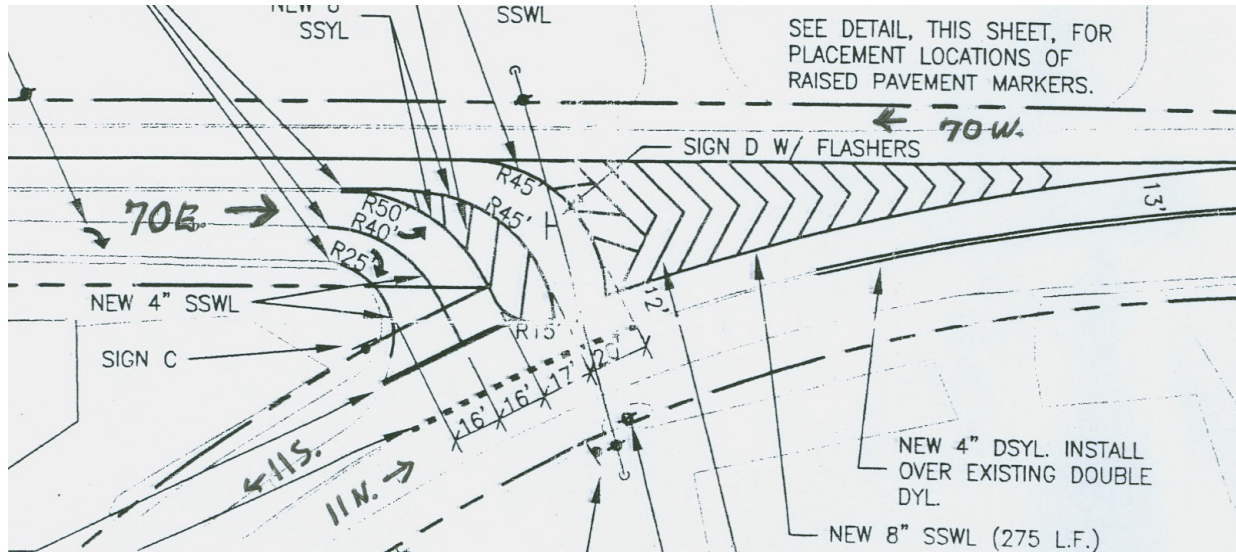 SSYL
SSWL
SEE DETAIL, THIS SHEET, FOR
PLACEMENT LOCATIONS OF
RAISED PAVEMENT MARKERS.
← 70 W.
SIGN D W/ FLASHERS
R45'
70E. →
R50'
R40'
R45'
R25'
13'
NEW 4" SSWL
12'
R15'
SIGN C
20'
17'
16'
16'
← 11 S.
11 N. →
NEW 4" DSYL. INSTALL
OVER EXISTING DOUBLE
DYL.
NEW 8" SSWL (275 L.F.)